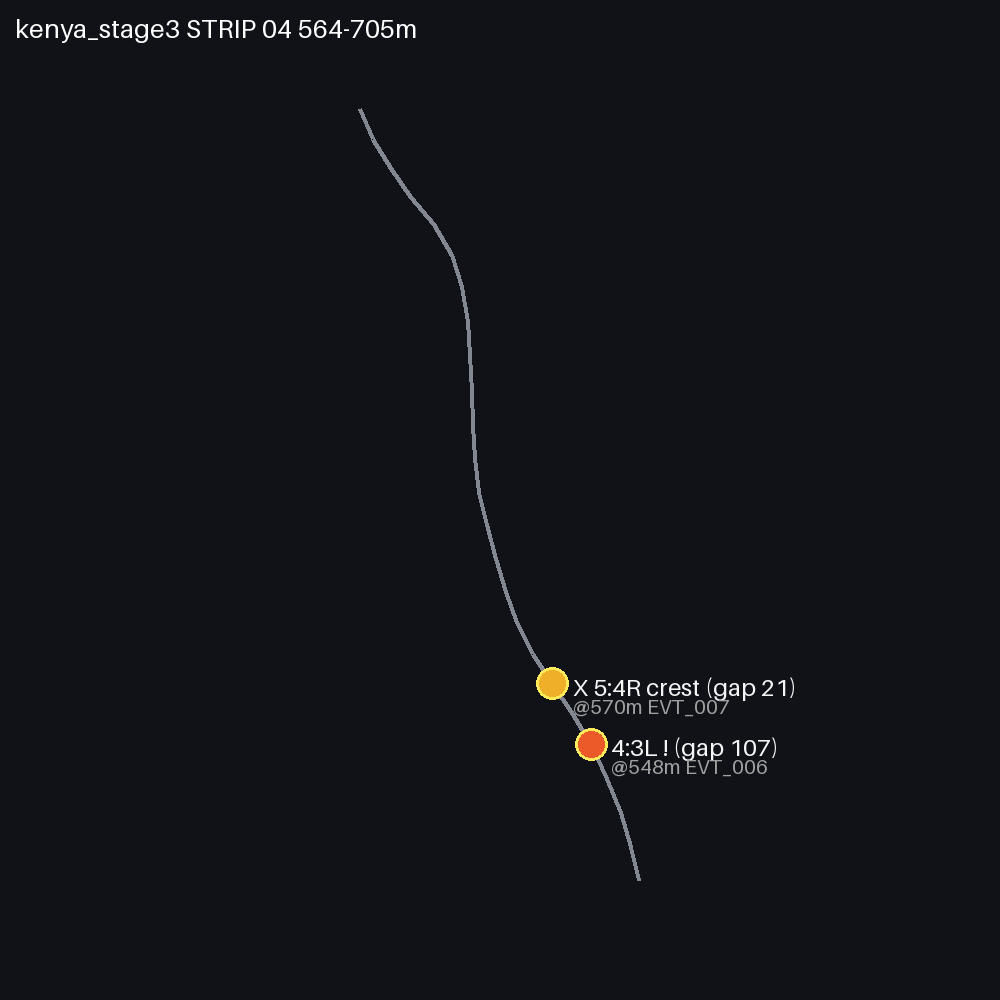 kenya_stage3 STRIP 04 564-705m
X 5:4R crest (gap 21)
@570m EVT_007
4:3L ! (gap 107)
@548m EVT_006